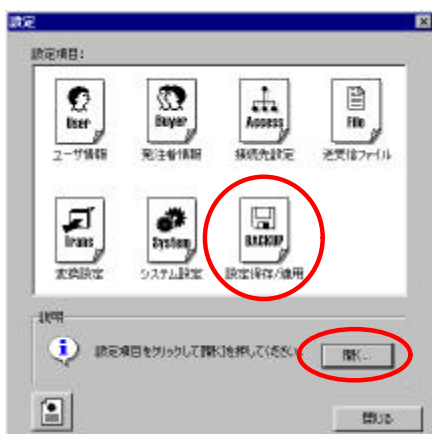 設定
設定項目:
User
Buyer
Access
File
ユーザ情報
発注者情報
接続先設定
送受信ファイル
Trans
System
BACKUP
変換設定
システム設定
設定保存/適用
説明
設定項目をクリックして[開く]を押してください。
開く...
閉じる